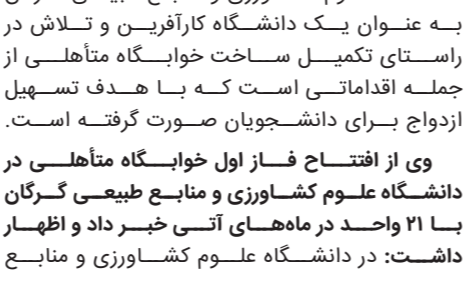 به عنوان یک دانشگاه کارآفرین و تلاش در
راستای تکمیل ساخت خوابگاه متأهلی از
جمله اقداماتی است که با هدف تسهیل
ازدواج برای دانشجویان صورت گرفته است.
وی از افتتاح فاز اول خوابگاه متأهلی در
دانشگاه علوم کشاورزی و منابع طبیعی گرگان
با ۲۱ واحد در ماه‌های آتی خبر داد و اظهار
داشت: در دانشگاه علوم کشاورزی و منابع